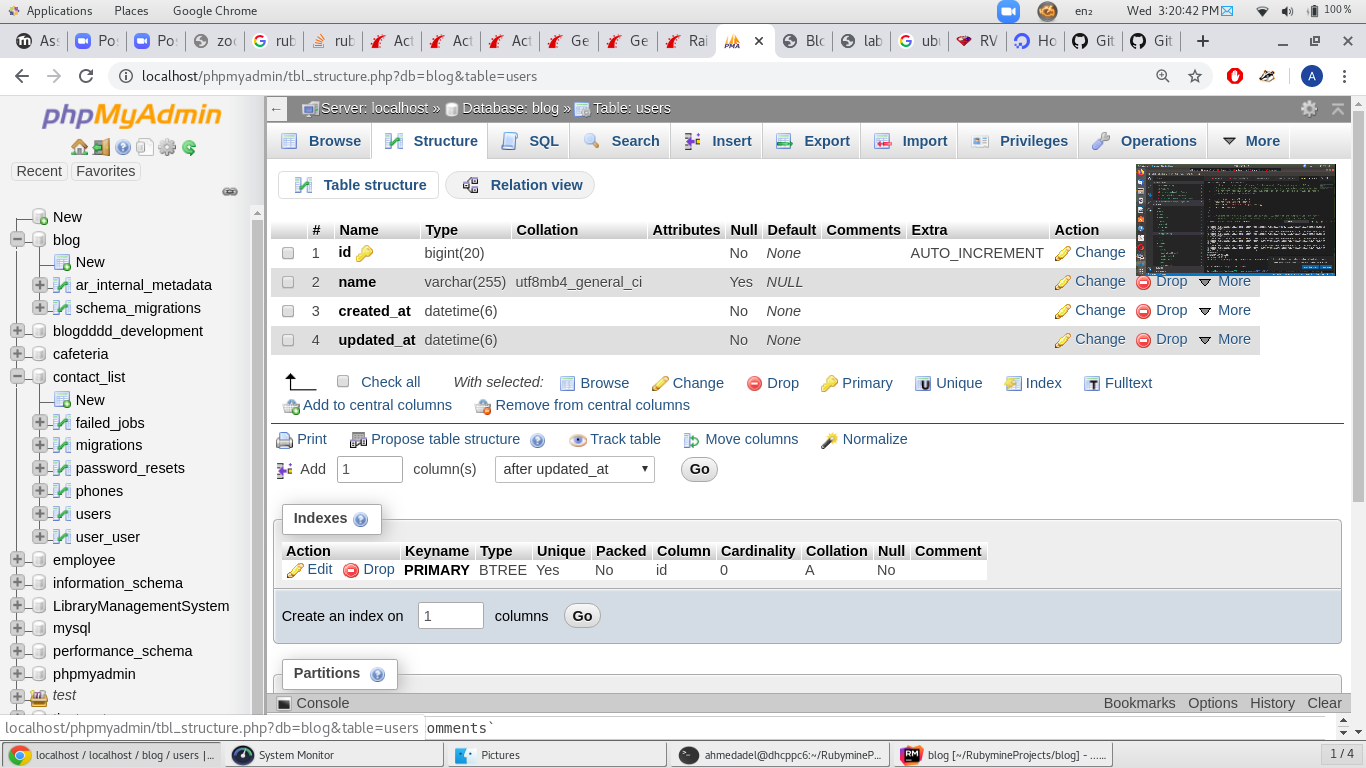 Applications Places Google Chrome en₂ Wed 3:20:42 PM 100 %
Ass Pos Pos zoo rub rub Act Act Act Ge Ge Rai PMA Blo lab ubu RV Ho Git Git
localhost/phpmyadmin/tbl_structure.php?db=blog&table=users A
phpMyAdmin
Recent Favorites
New
blog
New
ar_internal_metadata
schema_migrations
blogdddd_development
cafeteria
contact_list
New
failed_jobs
migrations
password_resets
phones
users
user_user
employee
information_schema
LibraryManagementSystem
mysql
performance_schema
phpmyadmin
test
Server: localhost » Database: blog » Table: users
Browse Structure SQL Search Insert Export Import Privileges Operations More
Table structure Relation view
# Name Type Collation Attributes Null Default Comments Extra Action
1 id bigint(20) No None AUTO_INCREMENT Change
2 name varchar(255) utf8mb4_general_ci Yes NULL Change Drop More
3 created_at datetime(6) No None Change Drop More
4 updated_at datetime(6) No None Change Drop More
Check all With selected: Browse Change Drop Primary Unique Index Fulltext
Add to central columns Remove from central columns
Print Propose table structure Track table Move columns Normalize
Add 1 column(s) after updated_at Go
Indexes
Action Keyname Type Unique Packed Column Cardinality Collation Null Comment
Edit Drop PRIMARY BTREE Yes No id 0 A No
Create an index on 1 columns Go
Partitions
Console Bookmarks Options History Clear
localhost/phpmyadmin/tbl_structure.php?db=blog&table=users omments`
localhost / localhost / blog / users |... System Monitor Pictures ahmedadel@dhcppc6:~/RubymineP... blog [~/RubymineProjects/blog] - ...... 1 / 4